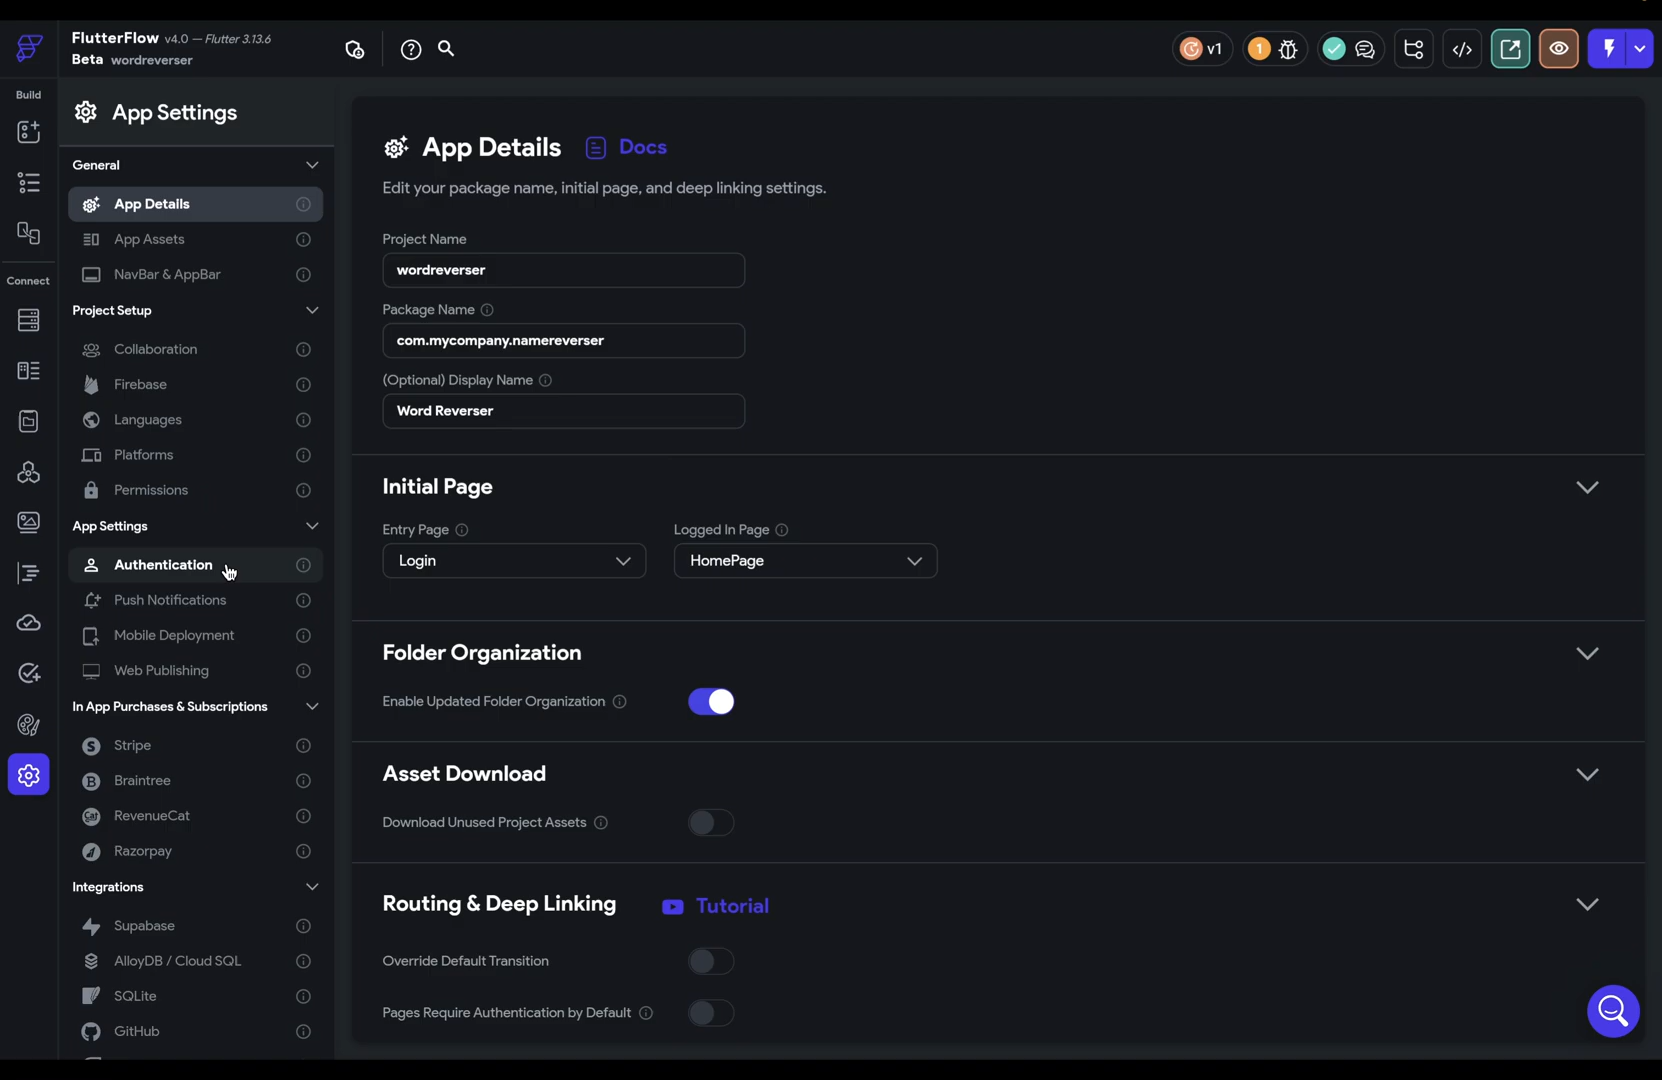 FlutterFlow v4.0 — Flutter 3.13.6
Beta wordreverser
v1
1
Build
Connect
App Settings
General
App Details
App Assets
NavBar & AppBar
Project Setup
Collaboration
Firebase
Languages
Platforms
Permissions
App Settings
Authentication
Push Notifications
Mobile Deployment
Web Publishing
In App Purchases & Subscriptions
Stripe
Braintree
RevenueCat
Razorpay
Integrations
Supabase
AlloyDB / Cloud SQL
SQLite
GitHub
App Details Docs
Edit your package name, initial page, and deep linking settings.
Project Name
wordreverser
Package Name
com.mycompany.namereverser
(Optional) Display Name
Word Reverser
Initial Page
Entry Page Logged In Page
Login HomePage
Folder Organization
Enable Updated Folder Organization
Asset Download
Download Unused Project Assets
Routing & Deep Linking Tutorial
Override Default Transition
Pages Require Authentication by Default